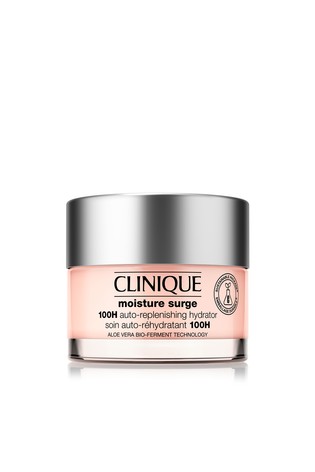 CLINIQUE
moisture surge
100H auto-replenishing hydrator
soin auto-réhydratant 100H
ALOE VERA BIO-FERMENT TECHNOLOGY